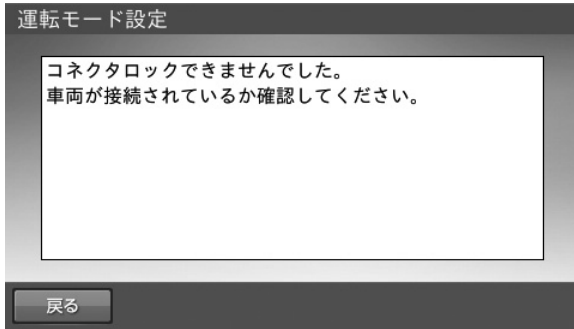 運転モード設定
コネクタロックできませんでした。
車両が接続されているか確認してください。
戻る